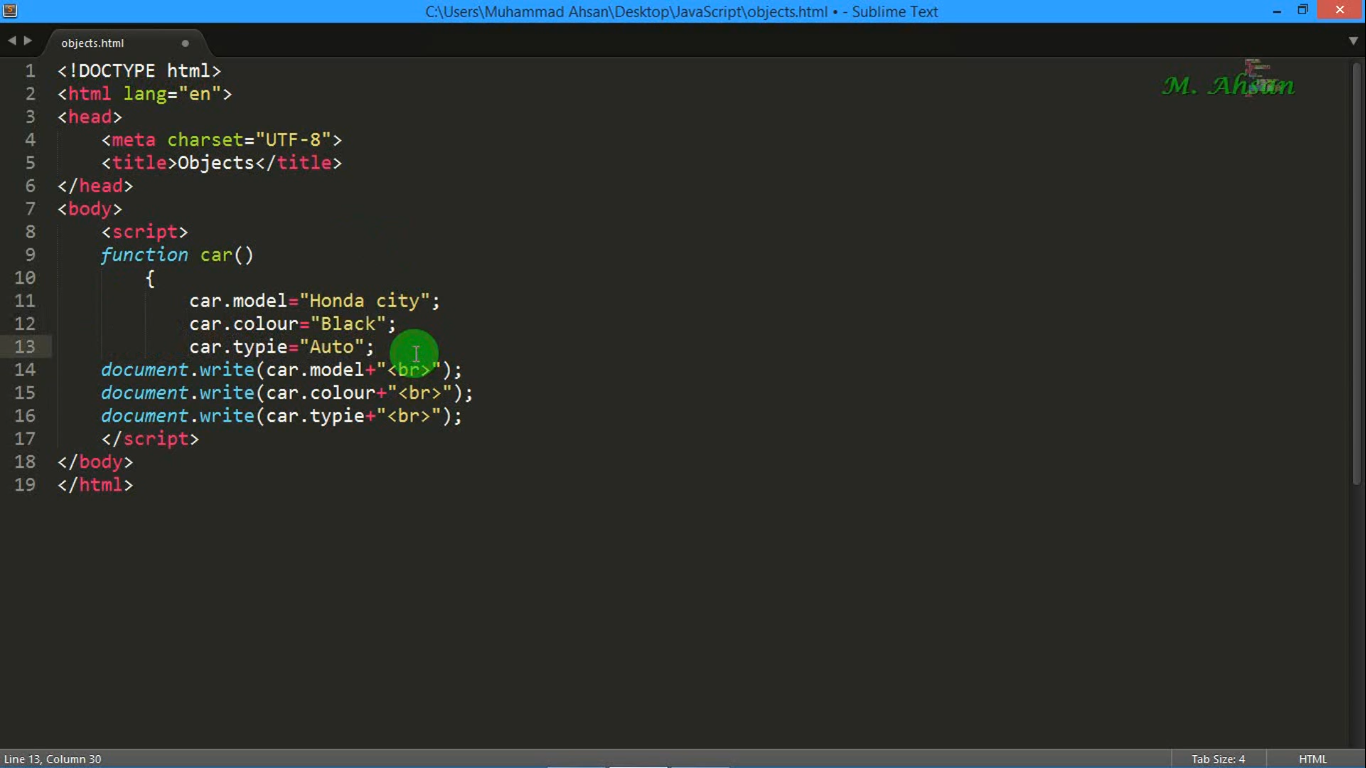 C:\Users\Muhammad Ahsan\Desktop\JavaScript\objects.html • - Sublime Text
objects.html
M. Ahsan
1 <!DOCTYPE html>
2 <html lang="en">
3 <head>
4     <meta charset="UTF-8">
5     <title>Objects</title>
6 </head>
7 <body>
8     <script>
9     function car()
10         {
11             car.model="Honda city";
12             car.colour="Black";
13             car.typie="Auto";
14     document.write(car.model+"<br>");
15     document.write(car.colour+"<br>");
16     document.write(car.typie+"<br>");
17     </script>
18 </body>
19 </html>
Line 13, Column 30
Tab Size: 4
HTML